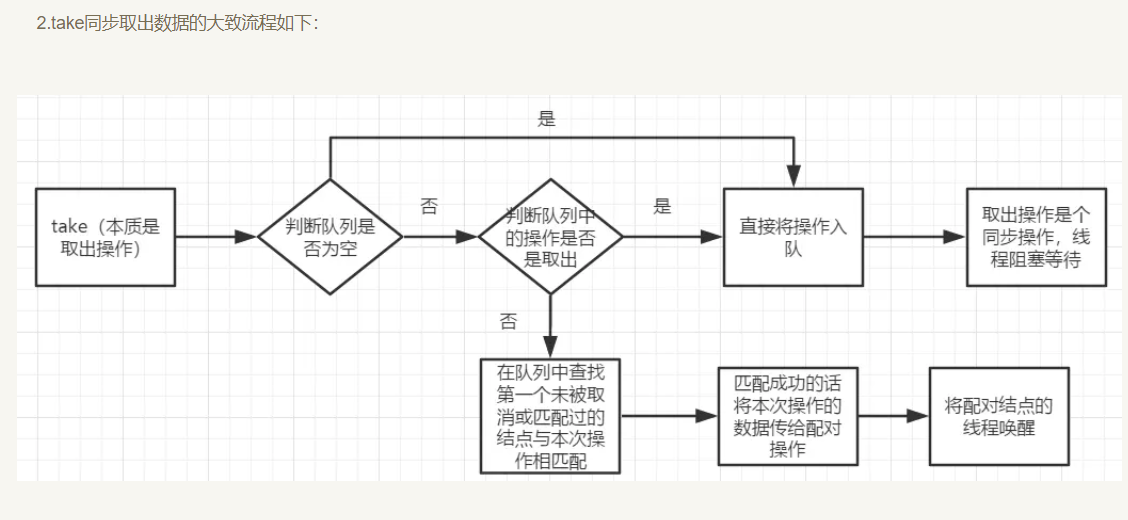 2.take同步取出数据的大致流程如下：
是
take（本质是
取出操作）
判断队列是
否为空
否
判断队列中
的操作是否
是取出
是
直接将操作入
队
取出操作是个
同步操作，线
程阻塞等待
否
在队列中查找
第一个未被取
消或匹配过的
结点与本次操
作相匹配
匹配成功的话
将本次操作的
数据传给配对
操作
将配对结点的
线程唤醒